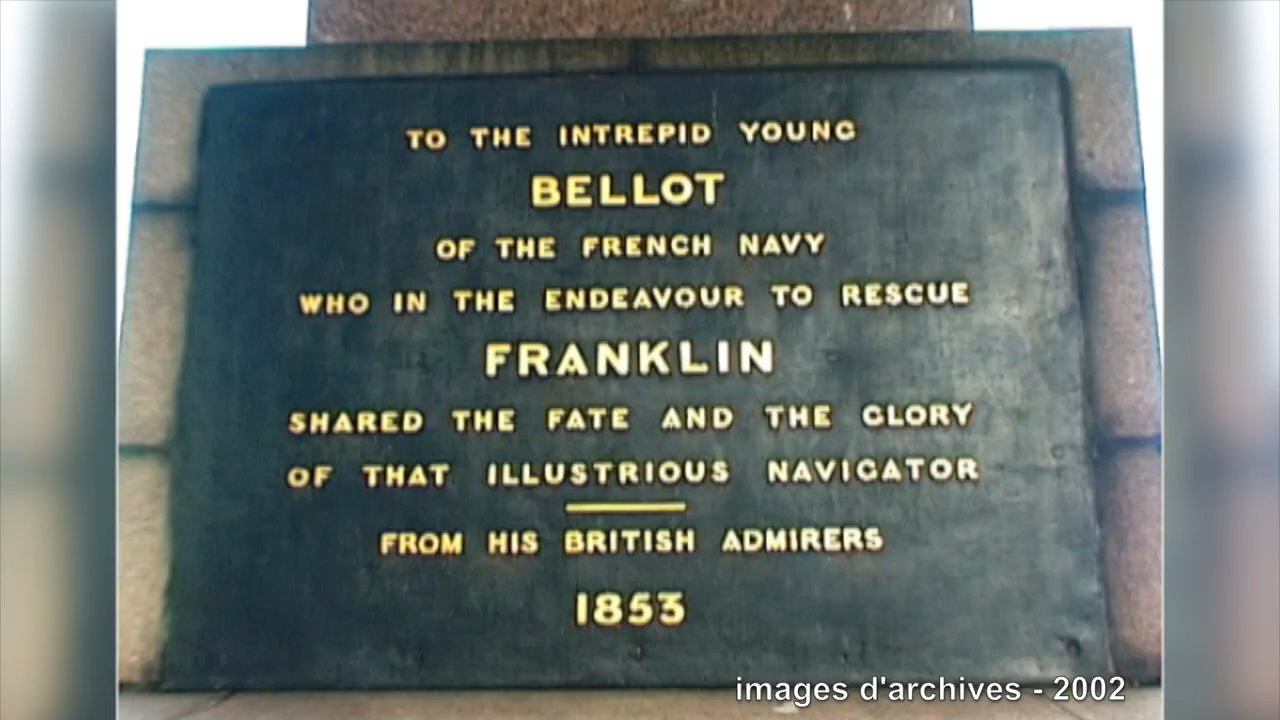 TO THE INTREPID YOUNG
BELLOT
OF THE FRENCH NAVY
WHO IN THE ENDEAVOUR TO RESCUE
FRANKLIN
SHARED THE FATE AND THE GLORY
OF THAT ILLUSTRIOUS NAVIGATOR
FROM HIS BRITISH ADMIRERS
1853
images d'archives - 2002